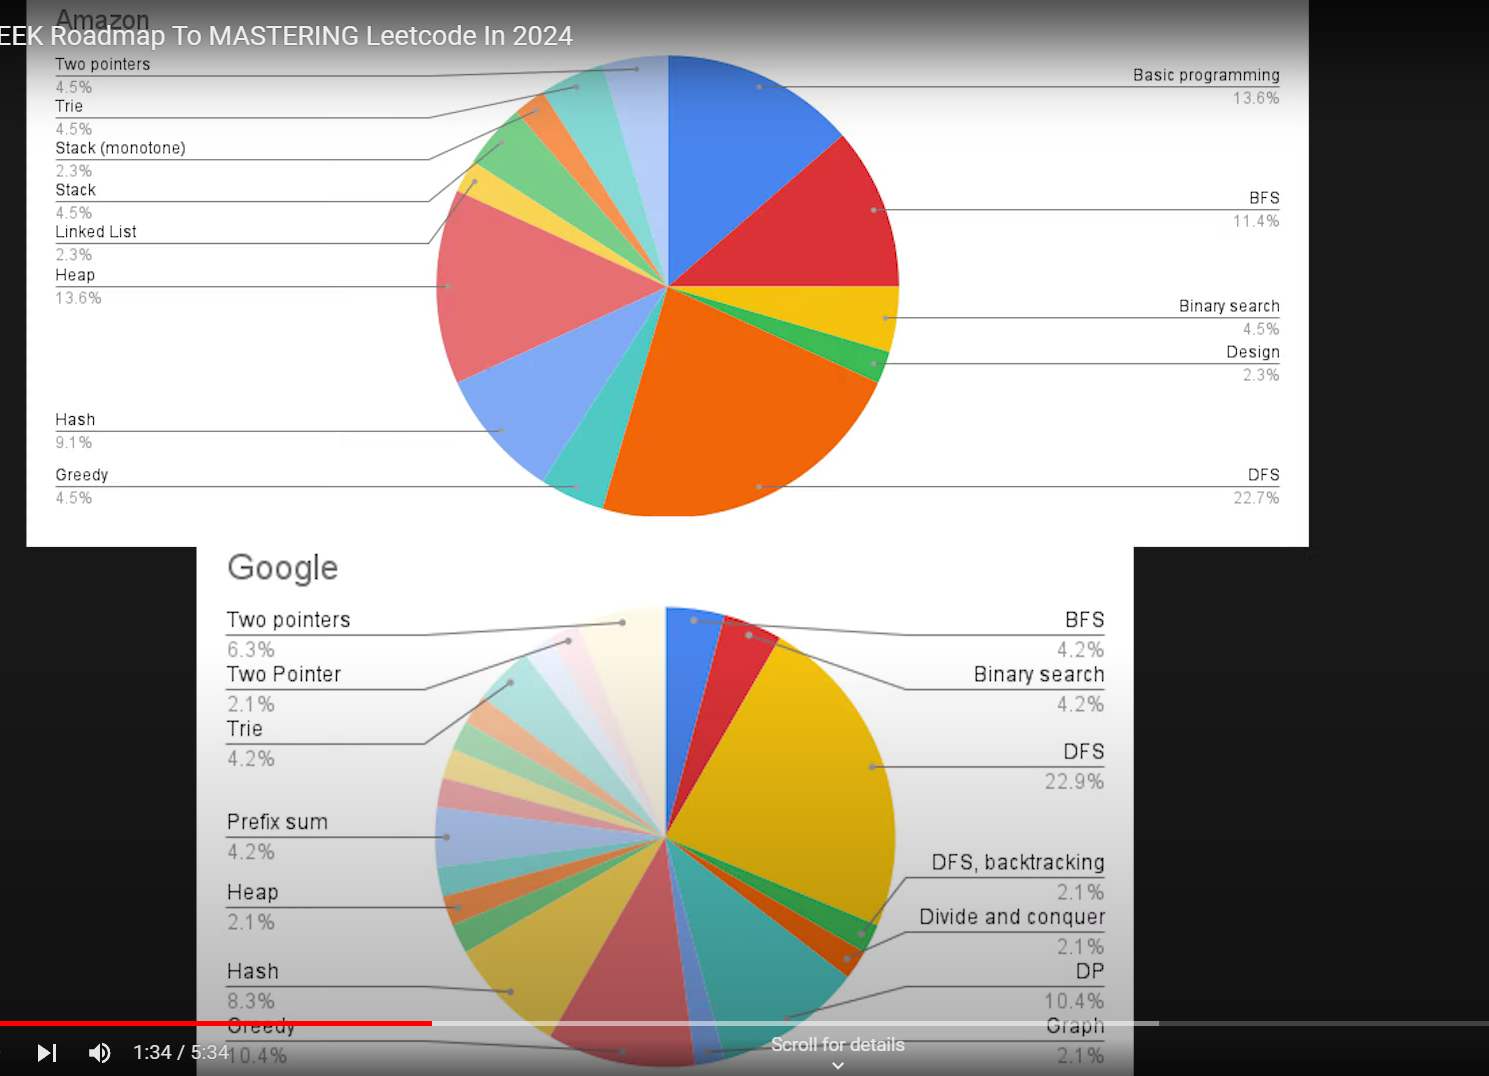 Amazon
EEK Roadmap To MASTERING Leetcode In 2024
Two pointers
4.5%
Trie
4.5%
Stack (monotone)
2.3%
Stack
4.5%
Linked List
2.3%
Heap
13.6%
Hash
9.1%
Greedy
4.5%
Basic programming
13.6%
BFS
11.4%
Binary search
4.5%
Design
2.3%
DFS
22.7%
Google
Two pointers
6.3%
Two Pointer
2.1%
Trie
4.2%
Prefix sum
4.2%
Heap
2.1%
Hash
8.3%
Greedy
10.4%
BFS
4.2%
Binary search
4.2%
DFS
22.9%
DFS, backtracking
2.1%
Divide and conquer
2.1%
DP
10.4%
Graph
2.1%
1:34 / 5:34
Scroll for details